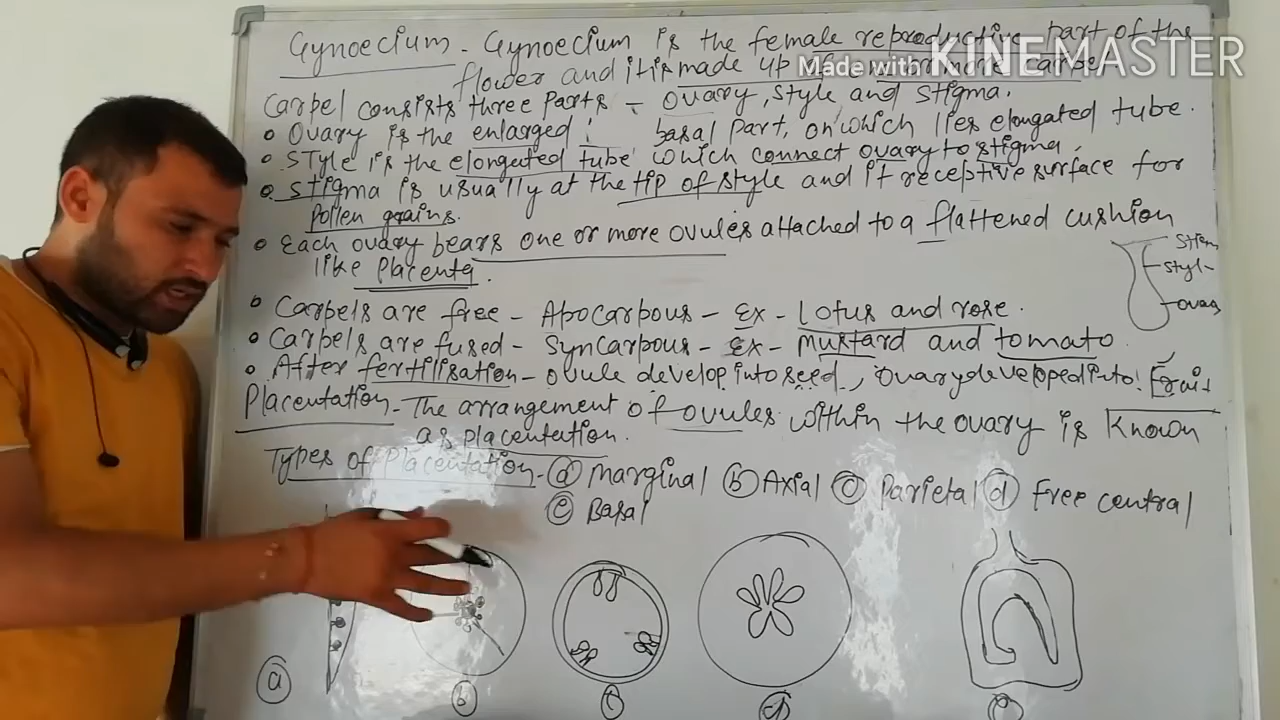 Gynoecium - Gynoecium is the female reproductive part of the
flower and it is made up of one or more carpel.
Made with KINEMASTER
Carpel consists three Parts - Ovary, Style and Stigma.
• Ovary is the enlarged basal part, on which lies elongated tube.
• STyle is the elongated tube which connect ovary to stigma,
• Stigma is usually at the tip of style and it receptive surface for
Pollen grains.
• Each ovary bears one or more ovules attached to a flattened cushion
like Placenta.
Stigm
Styl-
ovary
• Carpels are free - Apocarpous - Ex - Lotus and rose.
• Carpels are fused - Syncarpous - Ex - Mustard and tomato.
• After fertilisation - ovule develop into seed, ovary developed into Fruit
Placentation - The arrangement of ovules within the ovary is known
as placentation.
Types of Placentation - (a) Marginal (b) Axial (c) Parietal (d) Free central
(e) Basal
(a) (b) (c) (d) (e)